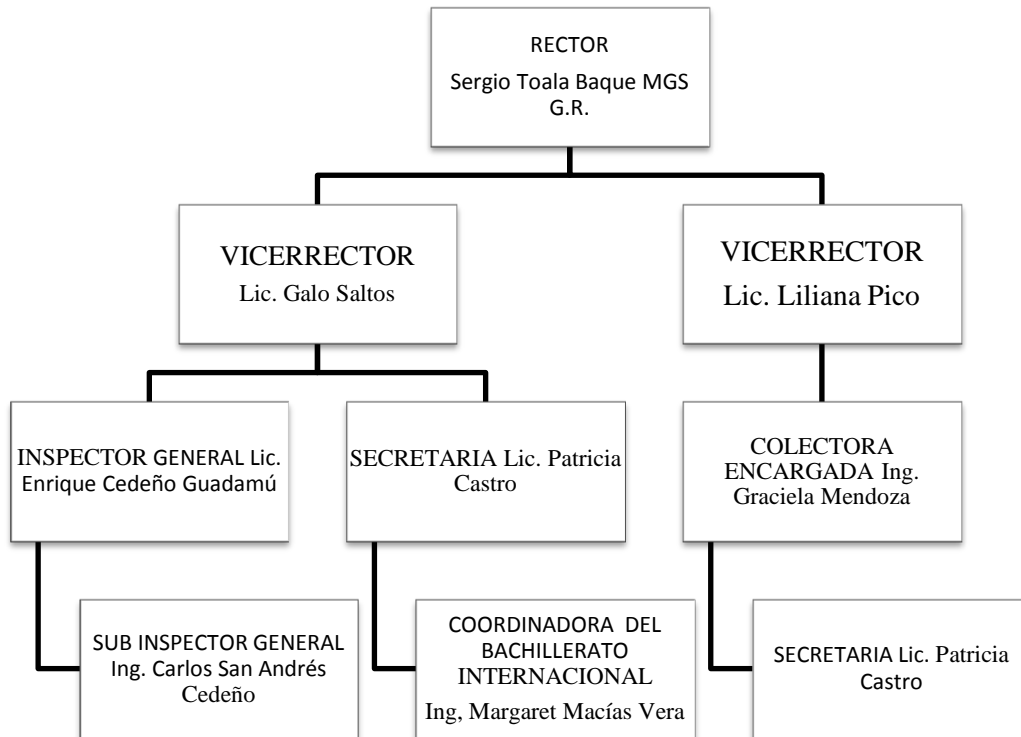 RECTOR
Sergio Toala Baque MGS
G.R.
VICERRECTOR
Lic. Galo Saltos
VICERRECTOR
Lic. Liliana Pico
INSPECTOR GENERAL Lic.
Enrique Cedeño Guadamú
SECRETARIA Lic. Patricia
Castro
COLECTORA
ENCARGADA Ing.
Graciela Mendoza
SUB INSPECTOR GENERAL
Ing. Carlos San Andrés
Cedeño
COORDINADORA DEL
BACHILLERATO
INTERNACIONAL
Ing, Margaret Macías Vera
SECRETARIA Lic. Patricia
Castro